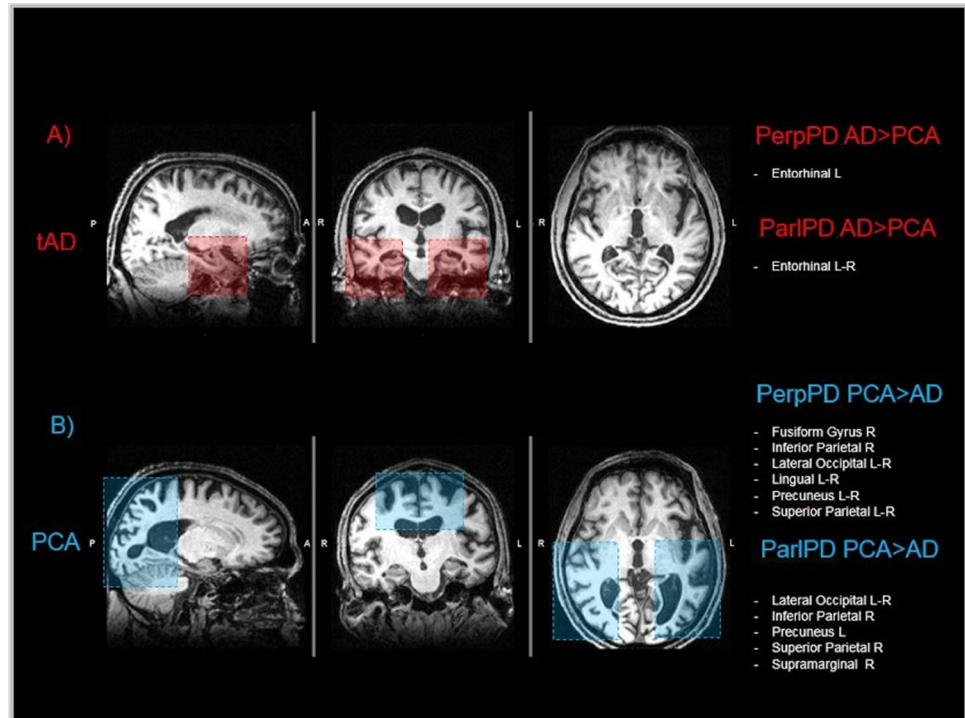 A)
tAD
P
A
R
L
R
L
PerpPD AD>PCA
- Entorhinal L
ParlPD AD>PCA
- Entorhinal L-R
B)
PCA
P
A
R
L
R
L
PerpPD PCA>AD
- Fusiform Gyrus R
- Inferior Parietal R
- Lateral Occipital L-R
- Lingual L-R
- Precuneus L-R
- Superior Parietal L-R
ParlPD PCA>AD
- Lateral Occipital L-R
- Inferior Parietal R
- Precuneus L
- Superior Parietal R
- Supramarginal R